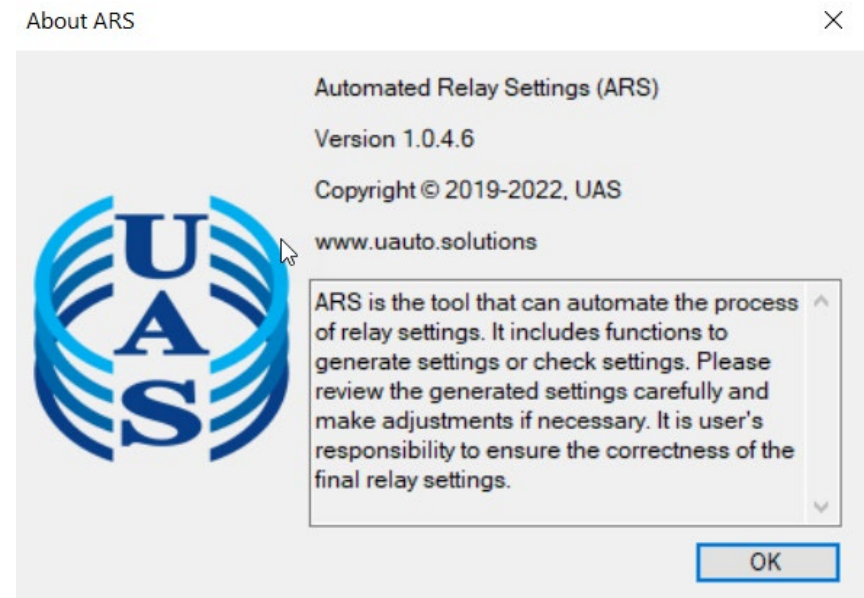 About ARS
Automated Relay Settings (ARS)
Version 1.0.4.6
Copyright © 2019-2022, UAS
www.uauto.solutions
U
A
S
ARS is the tool that can automate the process
of relay settings. It includes functions to
generate settings or check settings. Please
review the generated settings carefully and
make adjustments if necessary. It is user's
responsibility to ensure the correctness of the
final relay settings.
OK